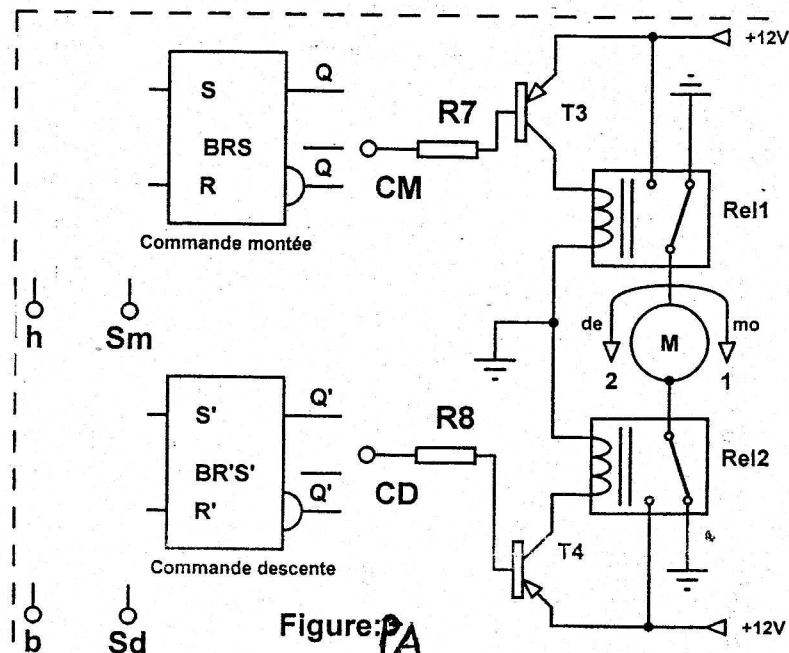 +12V
S
Q
BRS
R
Q
R7
T3
CM
Commande montée
Rel1
h
Sm
de
mo
M
2
1
S'
Q'
BR'S'
R'
Q'
R8
Rel2
CD
T4
Commande descente
b
Sd
Figure:
+12V